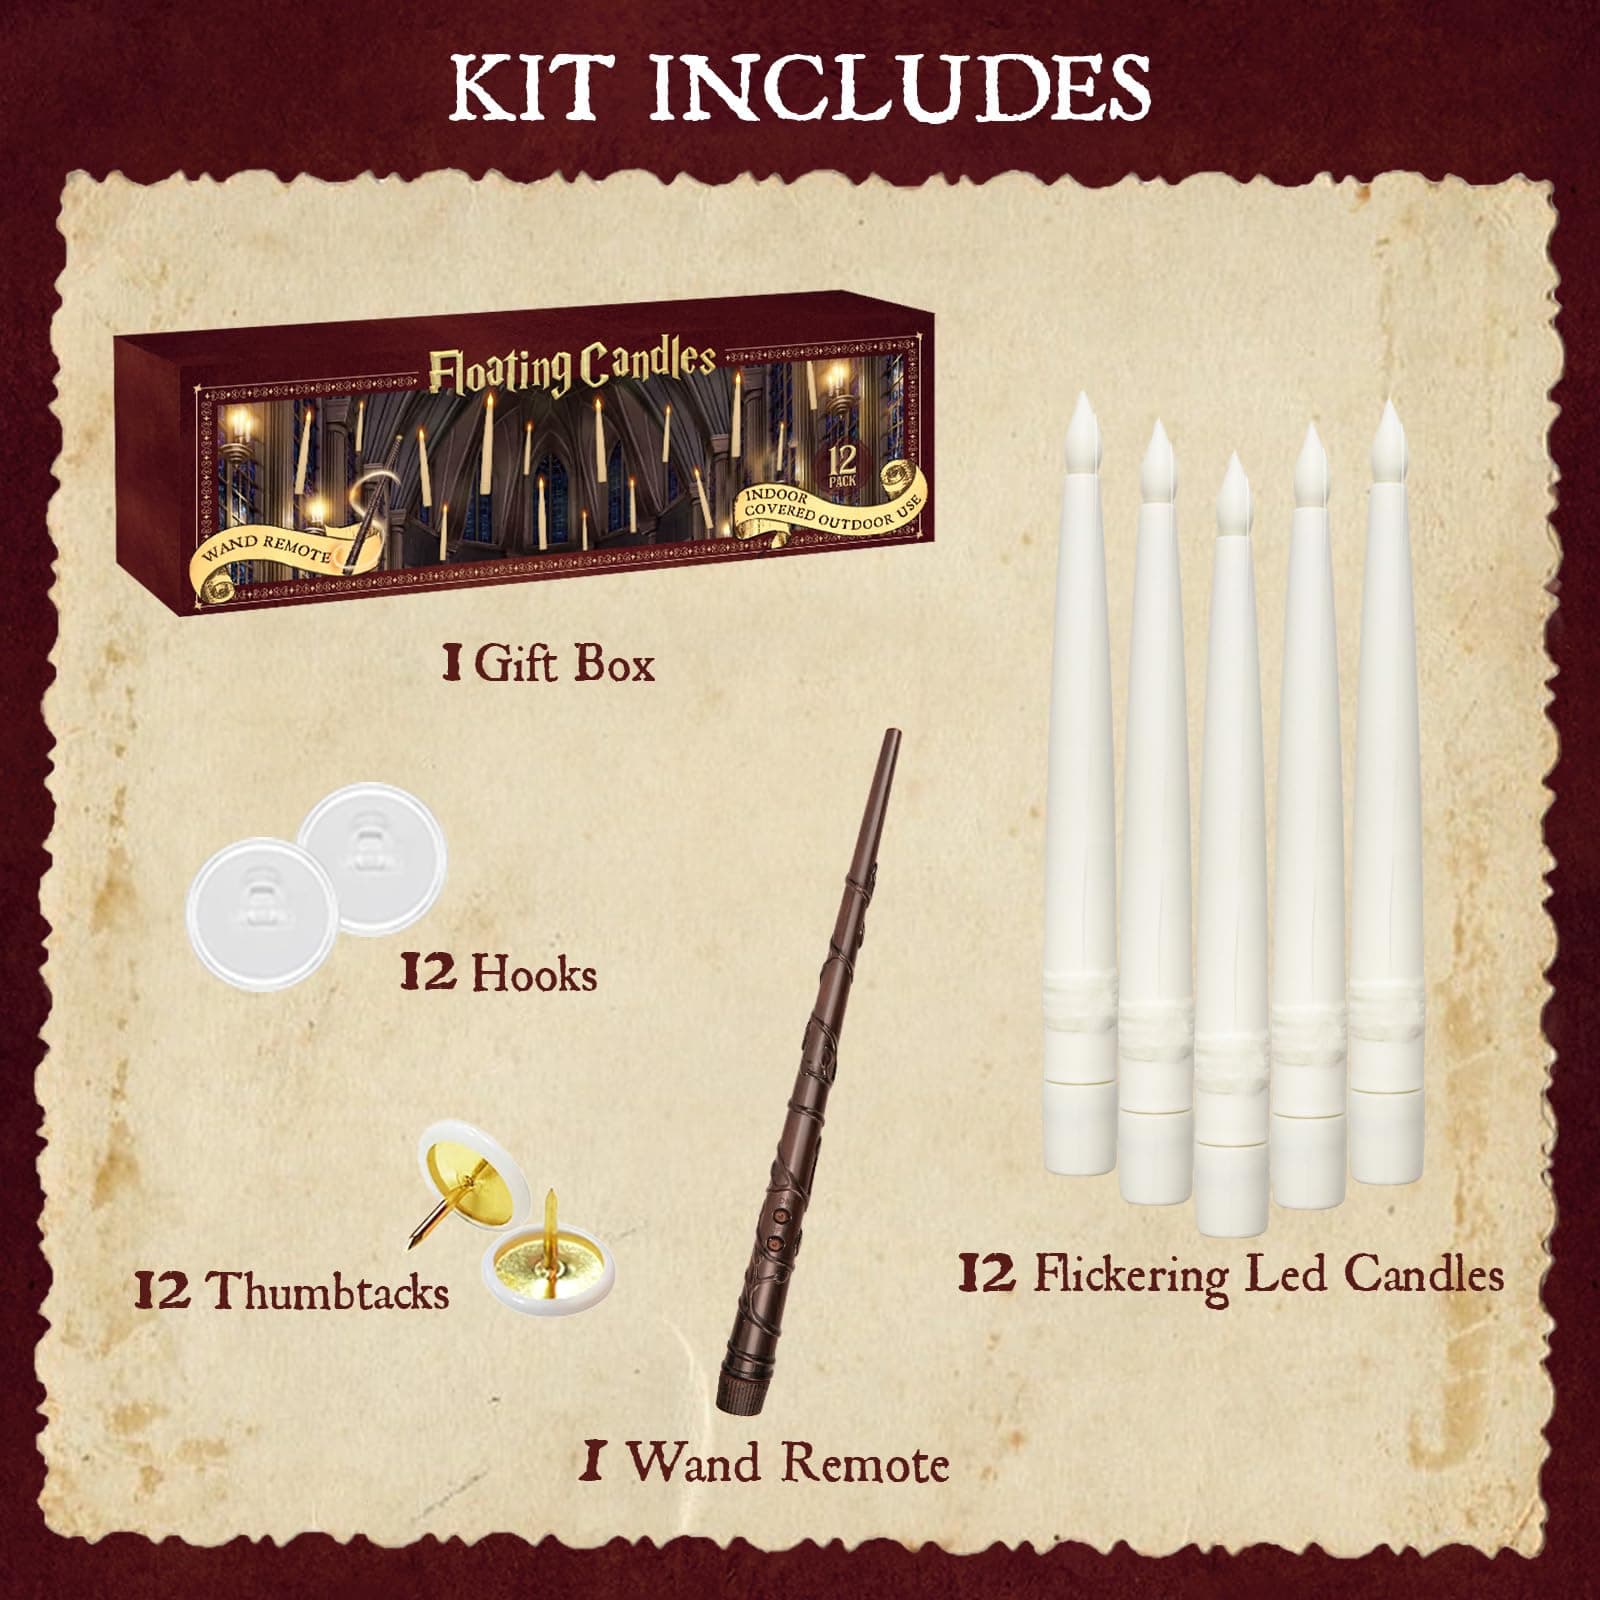 KIT INCLUDES
Floating Candles
12
PACK
INDOOR
COVERED OUTDOOR USE
WAND REMOTE
1 Gift Box
12 Hooks
12 Thumbtacks
12 Flickering Led Candles
1 Wand Remote